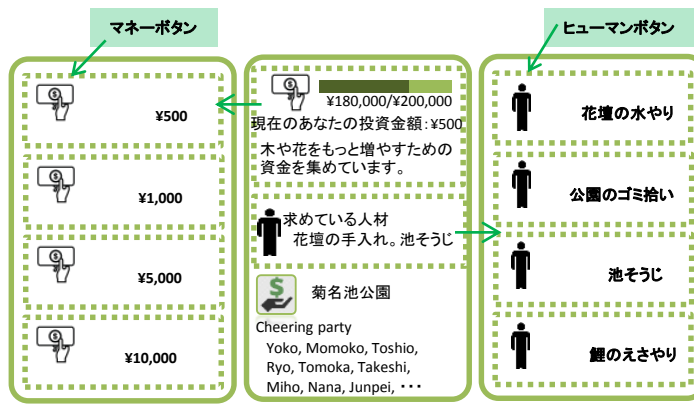 マネーボタン
ヒューマンボタン
¥500
¥1,000
¥5,000
¥10,000
¥180,000/¥200,000
現在のあなたの投資金額：¥500
木や花をもっと増やすための
資金を集めています。
求めている人材
花壇の手入れ。池そうじ
菊名池公園
Cheering party
Yoko, Momoko, Toshio,
Ryo, Tomoka, Takeshi,
Miho, Nana, Junpei, ･･･
花壇の水やり
公園のゴミ拾い
池そうじ
鯉のえさやり